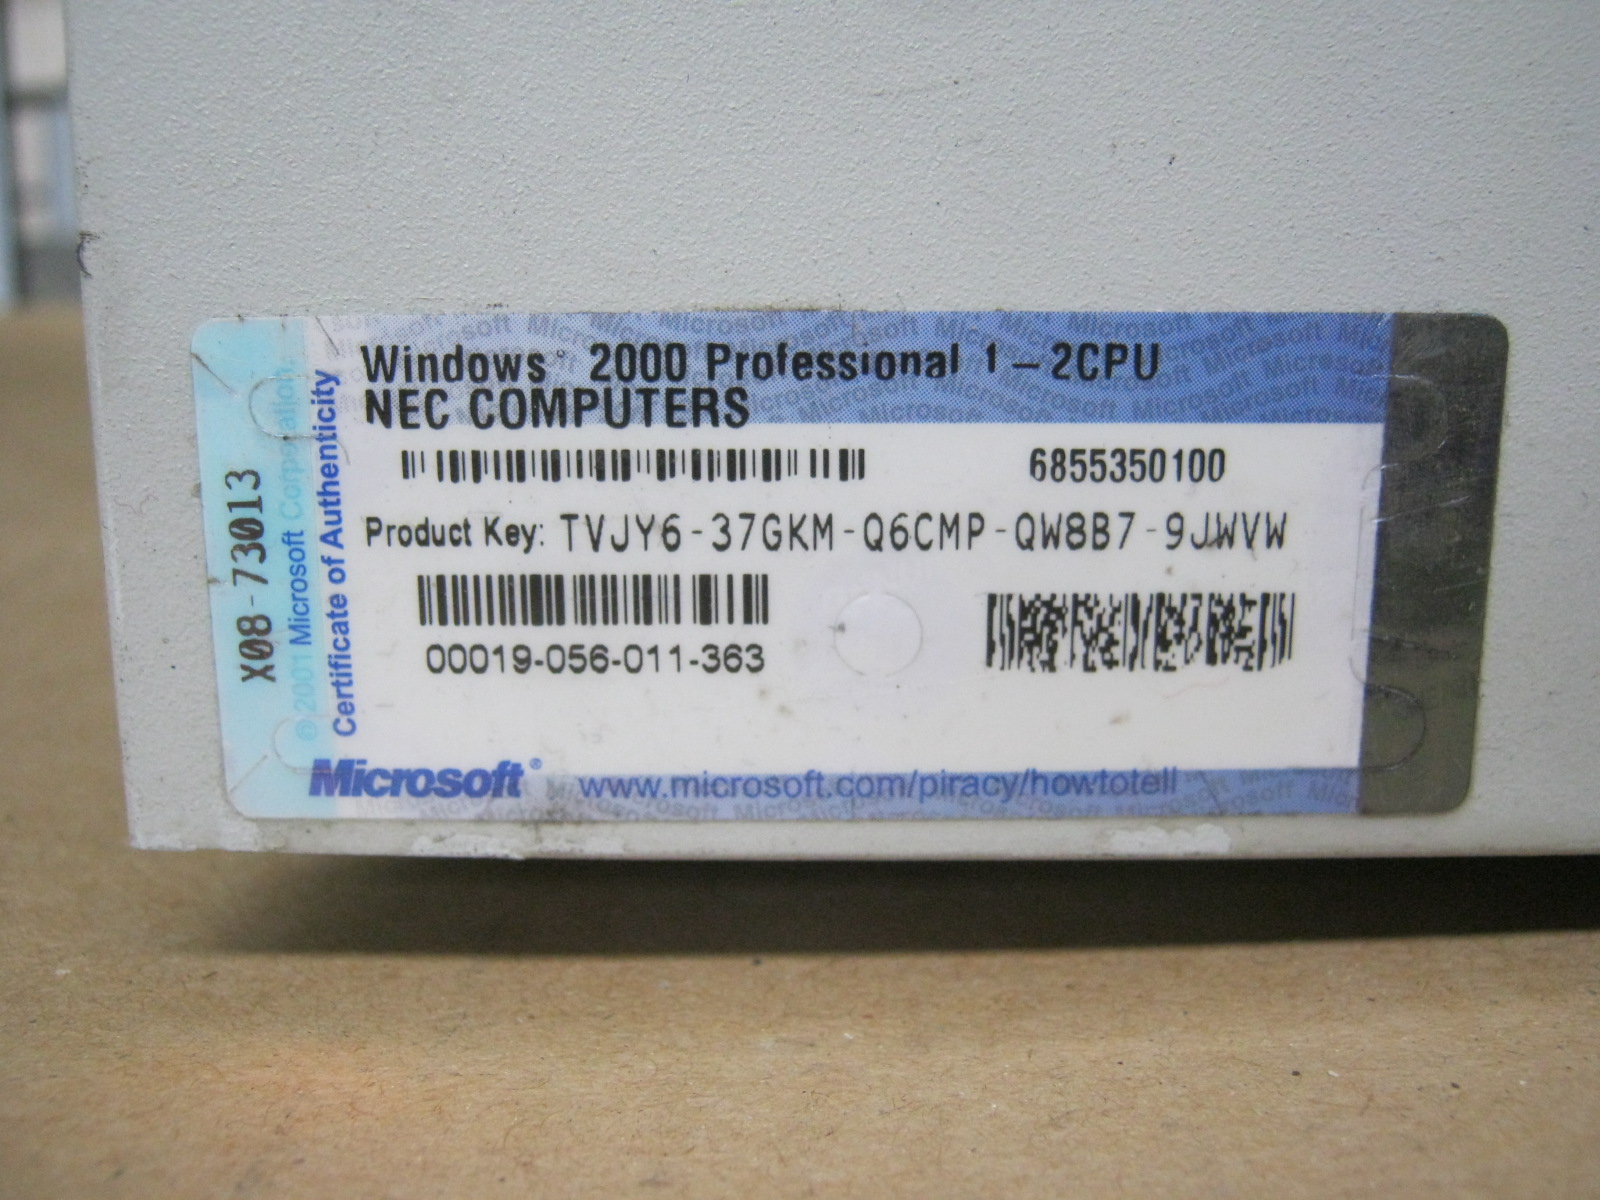 Windows® 2000 Professional 1-2CPU
NEC COMPUTERS
6855350100
Product Key: TVJY6-37GKM-Q6CMP-QW8B7-9JWVW
00019-056-011-363
Microsoft® www.microsoft.com/piracy/howtotell
X08-73013
© 2001 Microsoft Corporation.
Certificate of Authenticity